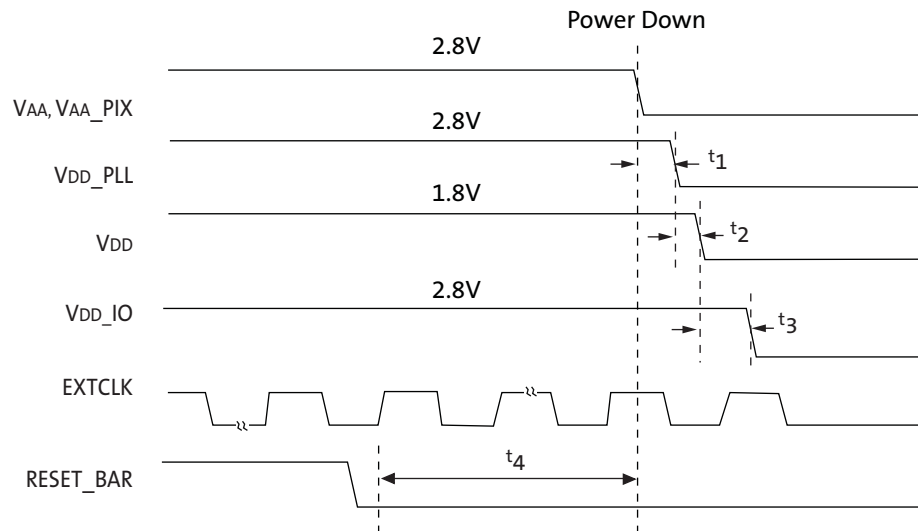 Power Down
2.8V
VAA, VAA_PIX
2.8V
VDD_PLL
t1
1.8V
VDD
t2
2.8V
VDD_IO
t3
EXTCLK
RESET_BAR
t4